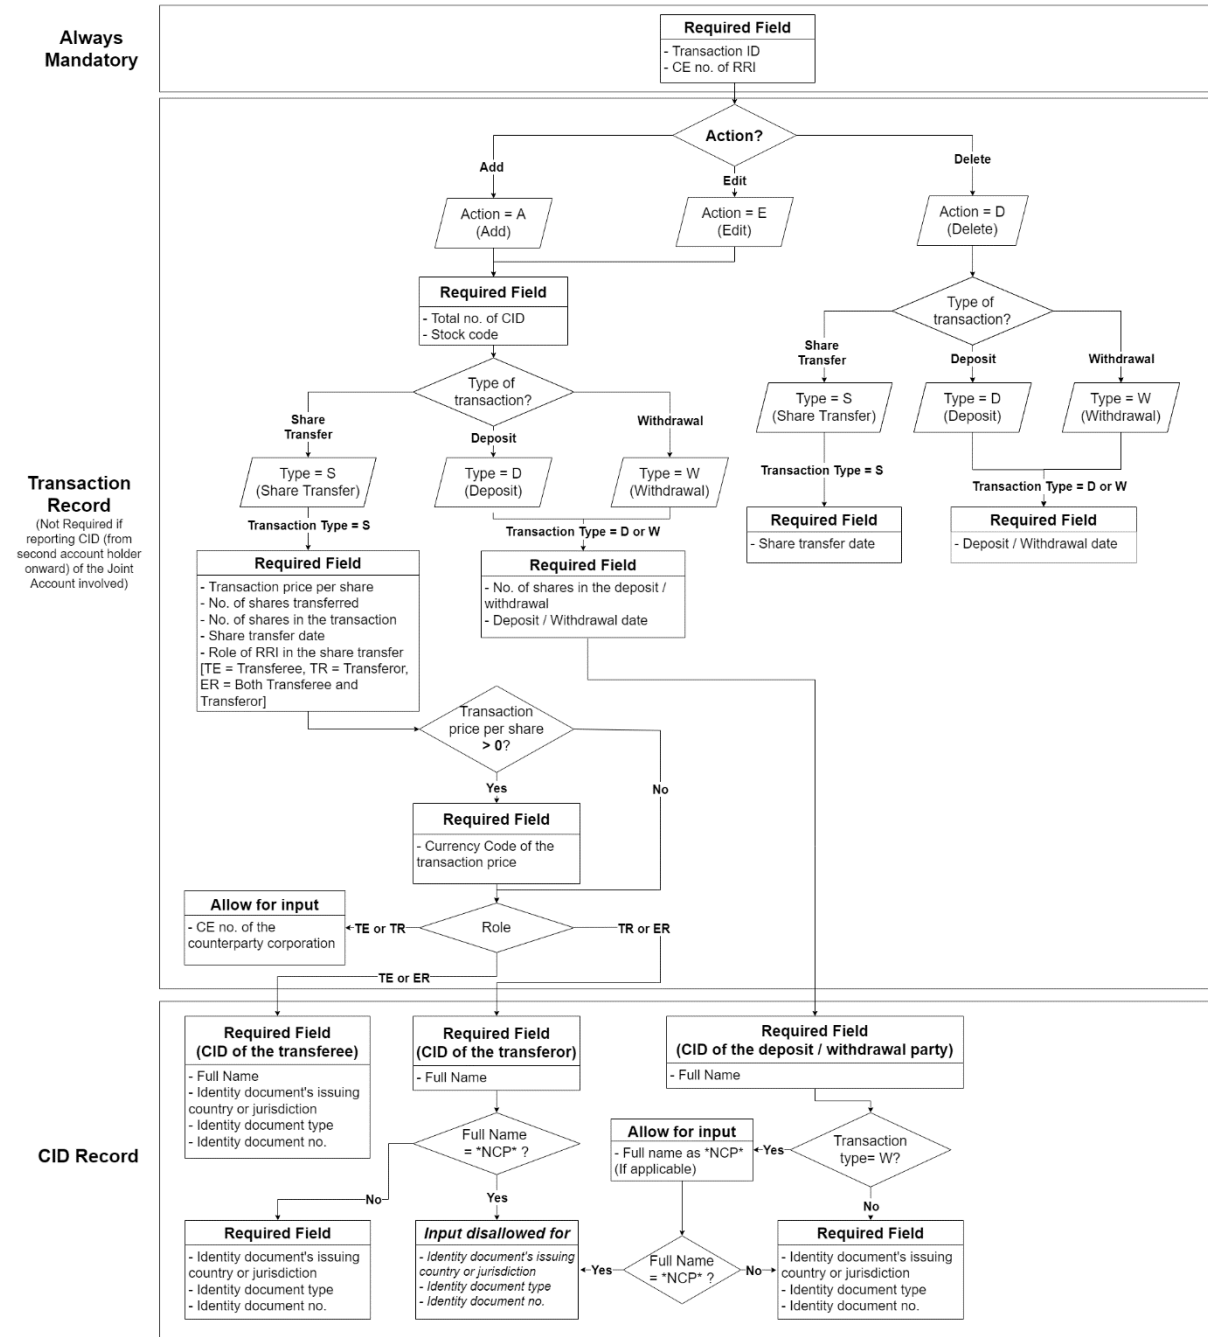 Always
Mandatory
Required Field
- Transaction ID
- CE no. of RRI
Transaction
Record
(Not Required if
reporting CID (from
second account holder
onward) of the Joint
Account involved)
Action?
Add
Edit
Delete
Action = A
(Add)
Action = E
(Edit)
Action = D
(Delete)
Required Field
- Total no. of CID
- Stock code
Type of
transaction?
Share
Transfer
Deposit
Withdrawal
Type = S
(Share Transfer)
Type = D
(Deposit)
Type = W
(Withdrawal)
Transaction Type = S
Transaction Type = D or W
Type of
transaction?
Share
Transfer
Deposit
Withdrawal
Type = S
(Share Transfer)
Type = D
(Deposit)
Type = W
(Withdrawal)
Transaction Type = S
Transaction Type = D or W
Required Field
- Share transfer date
Required Field
- Deposit / Withdrawal date
Required Field
- Transaction price per share
- No. of shares transferred
- No. of shares in the transaction
- Share transfer date
- Role of RRI in the share transfer
[TE = Transferee, TR = Transferor,
ER = Both Transferee and
Transferor]
Required Field
- No. of shares in the deposit /
withdrawal
- Deposit / Withdrawal date
Transaction
price per share
> 0?
Yes
No
Required Field
- Currency Code of the
transaction price
Allow for input
- CE no. of the
counterparty corporation
TE or TR
Role
TR or ER
TE or ER
CID Record
Required Field
(CID of the transferee)
- Full Name
- Identity document's issuing
country or jurisdiction
- Identity document type
- Identity document no.
Required Field
(CID of the transferor)
- Full Name
Required Field
(CID of the deposit / withdrawal party)
- Full Name
Full Name
= *NCP* ?
No
Yes
Allow for input
- Full name as *NCP*
(If applicable)
Yes
Transaction
type= W?
No
Required Field
- Identity document's issuing
country or jurisdiction
- Identity document type
- Identity document no.
Input disallowed for
- Identity document's issuing
country or jurisdiction
- Identity document type
- Identity document no.
Yes
Full Name
= *NCP* ?
No
Required Field
- Identity document's issuing
country or jurisdiction
- Identity document type
- Identity document no.